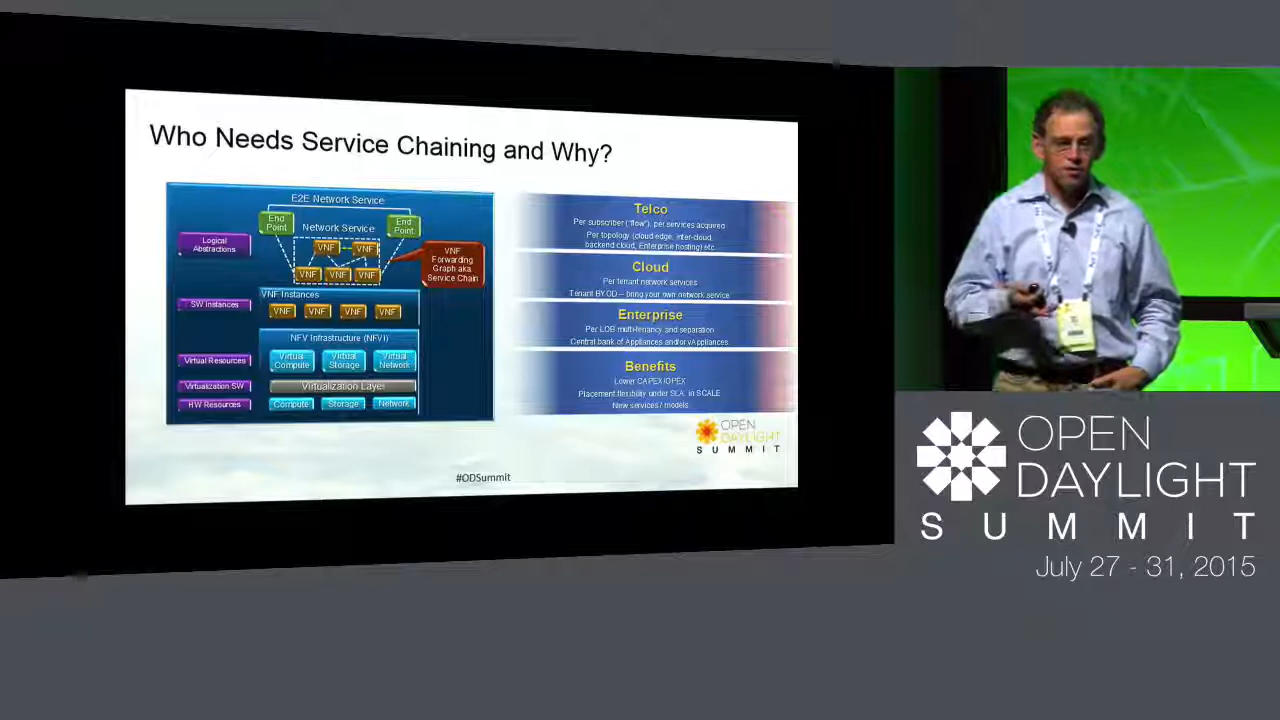 Who Needs Service Chaining and Why?
E2E Network Service
End
Point
End
Point
Network Service
Logical
Abstractions
VNF
VNF
VNF
VNF
VNF
VNF
Forwarding
Graph aka
Service Chain
VNF Instances
SW Instances
VNF
VNF
VNF
VNF
NFV Infrastructure (NFVI)
Virtual Resources
Virtual
Compute
Virtual
Storage
Virtual
Network
Virtualization SW
Virtualization Layer
HW Resources
Compute
Storage
Network
Telco
Per subscriber ("flow"), per services acquired
Per topology (cloud edge, inter-cloud,
backend cloud, Enterprise hosting) etc.
Cloud
Per tenant network services
Tenant BYOD – bring your own network service
Enterprise
Per LOB multi-tenancy and separation
Central bank of Appliances and/or vAppliances
Benefits
Lower CAPEX/OPEX
Placement flexibility under SLA, in SCALE
New services / models
OPEN
DAYLIGHT
SUMMIT
#ODSummit
OPEN
DAYLIGHT
SUMMIT
July 27 - 31, 2015